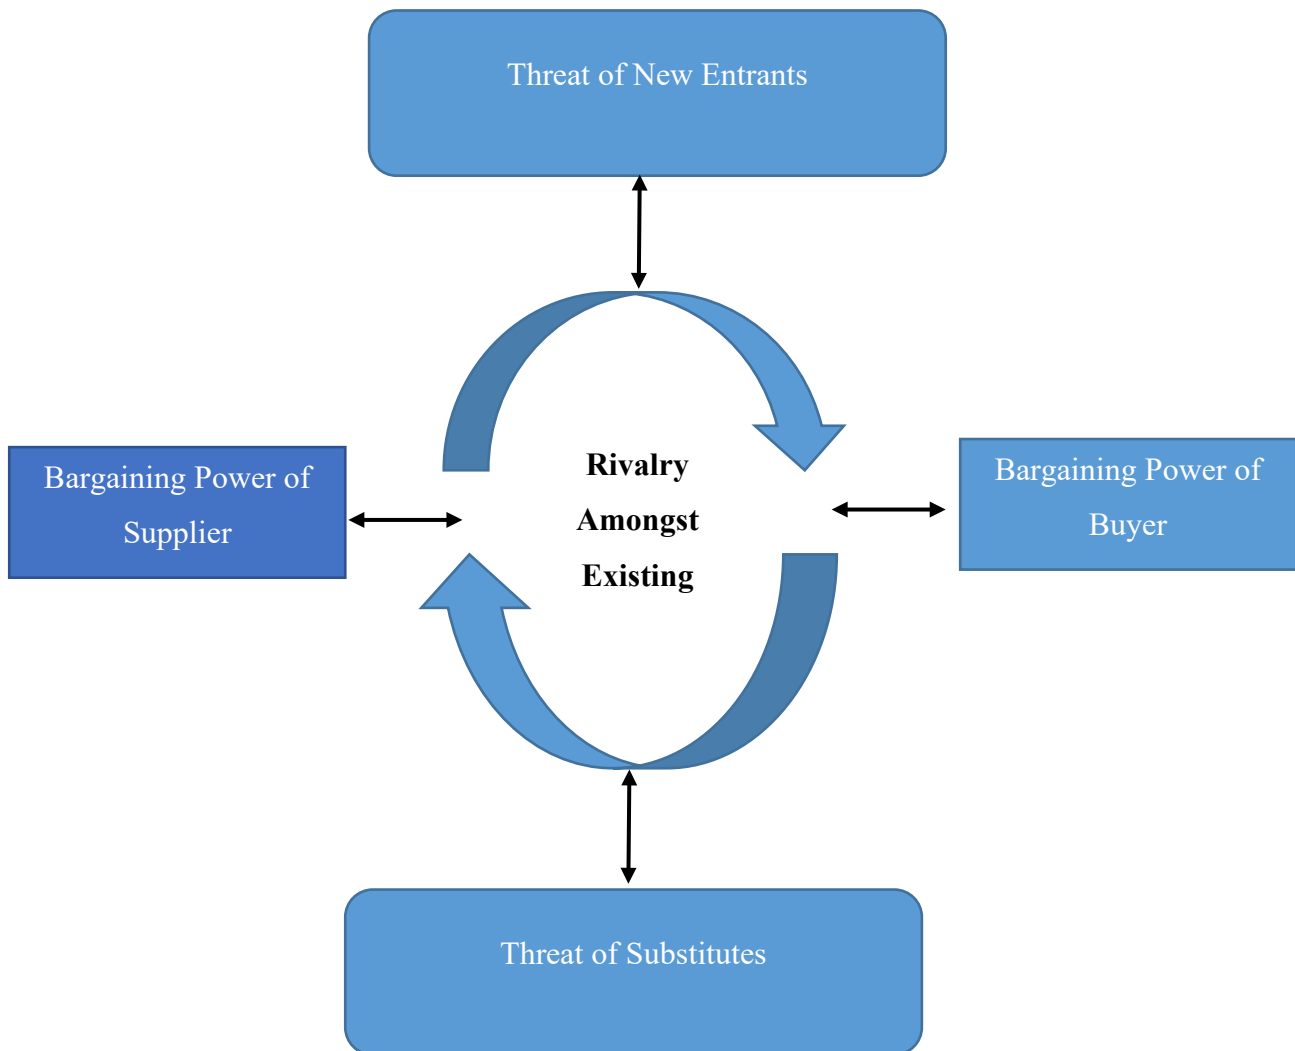 Threat of New Entrants
Rivalry
Amongst
Existing
Bargaining Power of
Supplier
Bargaining Power of
Buyer
Threat of Substitutes